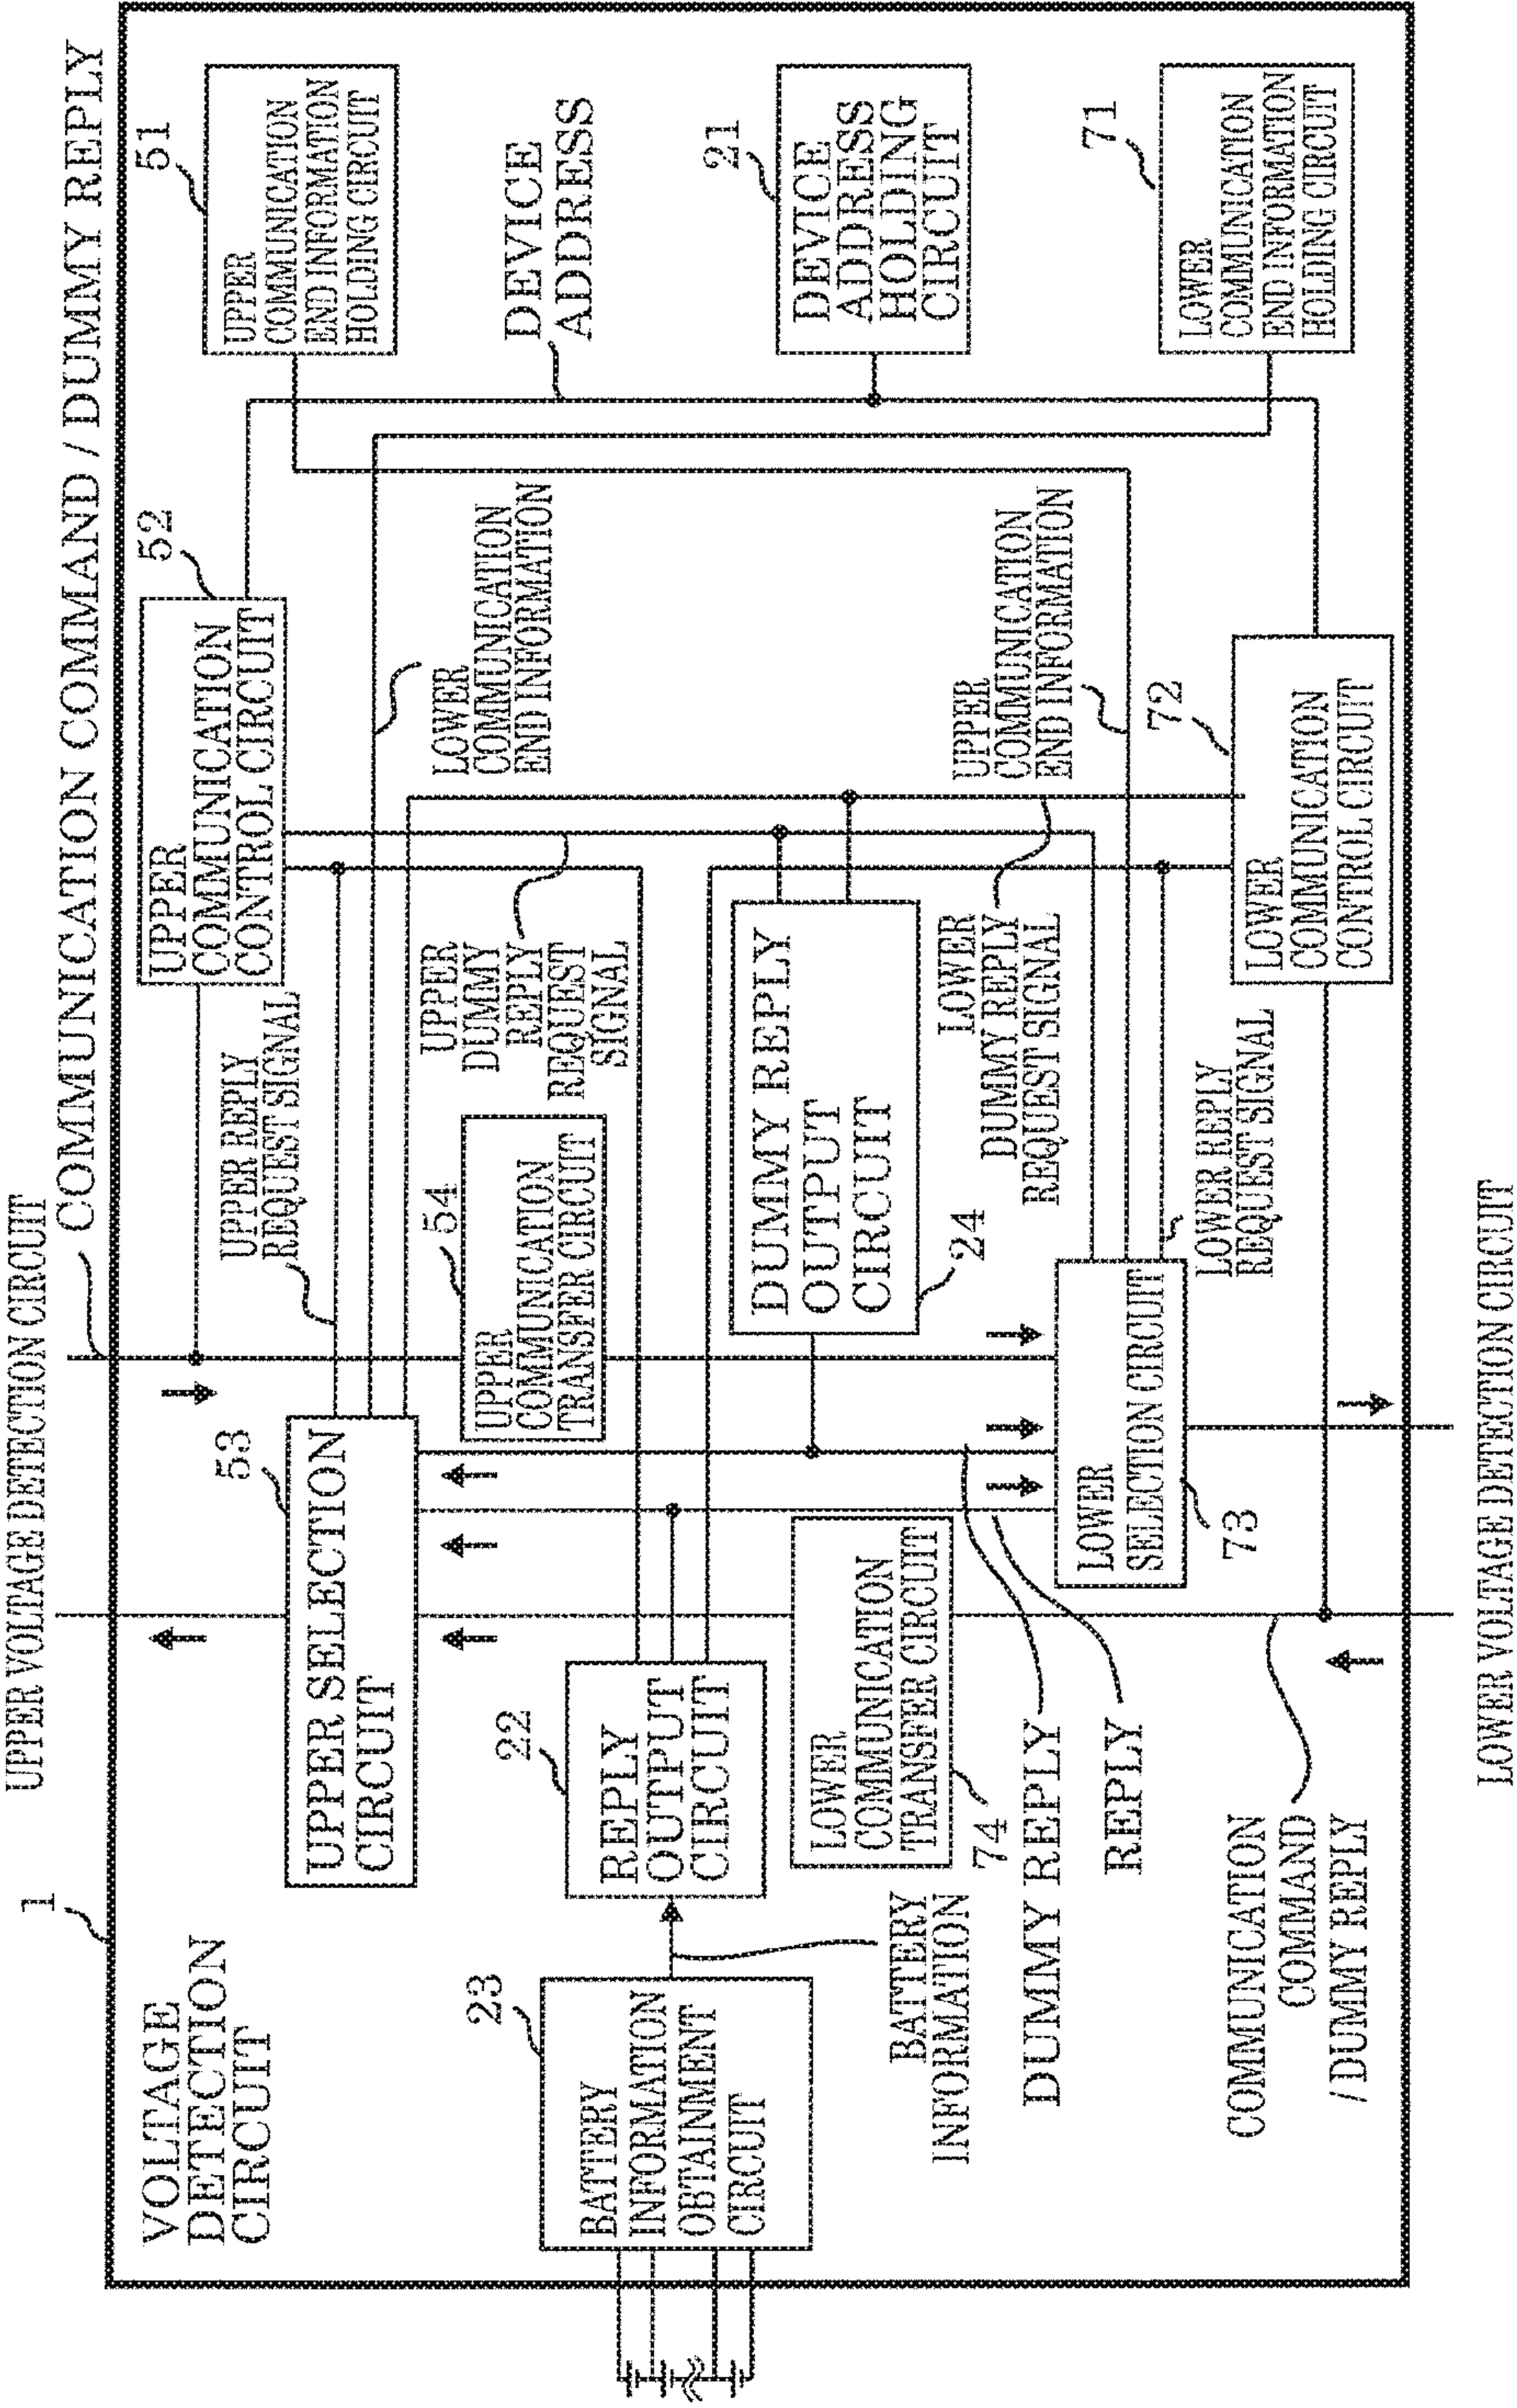 UPPER VOLTAGE DETECTION CIRCUIT
COMMUNICATION COMMAND / DUMMY REPLY
1
VOLTAGE
DETECTION
CIRCUIT
53
UPPER SELECTION
CIRCUIT
UPPER REPLY
REQUEST SIGNAL
52
UPPER
COMMUNICATION
CONTROL CIRCUIT
51
UPPER
COMMUNICATION
END INFORMATION
HOLDING CIRCUIT
54
UPPER
COMMUNICATION
TRANSFER CIRCUIT
UPPER
DUMMY
REPLY
REQUEST
SIGNAL
LOWER
COMMUNICATION
END INFORMATION
DEVICE
ADDRESS
23
BATTERY
INFORMATION
OBTAINMENT
CIRCUIT
22
REPLY
OUTPUT
CIRCUIT
DUMMY REPLY
OUTPUT
CIRCUIT
24
21
DEVICE
ADDRESS
HOLDING
CIRCUIT
LOWER
COMMUNICATION
TRANSFER CIRCUIT
74
BATTERY
INFORMATION
DUMMY REPLY
REPLY
LOWER
DUMMY REPLY
REQUEST SIGNAL
UPPER
COMMUNICATION
END INFORMATION
LOWER
SELECTION CIRCUIT
73
LOWER REPLY
REQUEST SIGNAL
72
LOWER
COMMUNICATION
CONTROL CIRCUIT
71
LOWER
COMMUNICATION
END INFORMATION
HOLDING CIRCUIT
COMMUNICATION
COMMAND
/ DUMMY REPLY
LOWER VOLTAGE DETECTION CIRCUIT